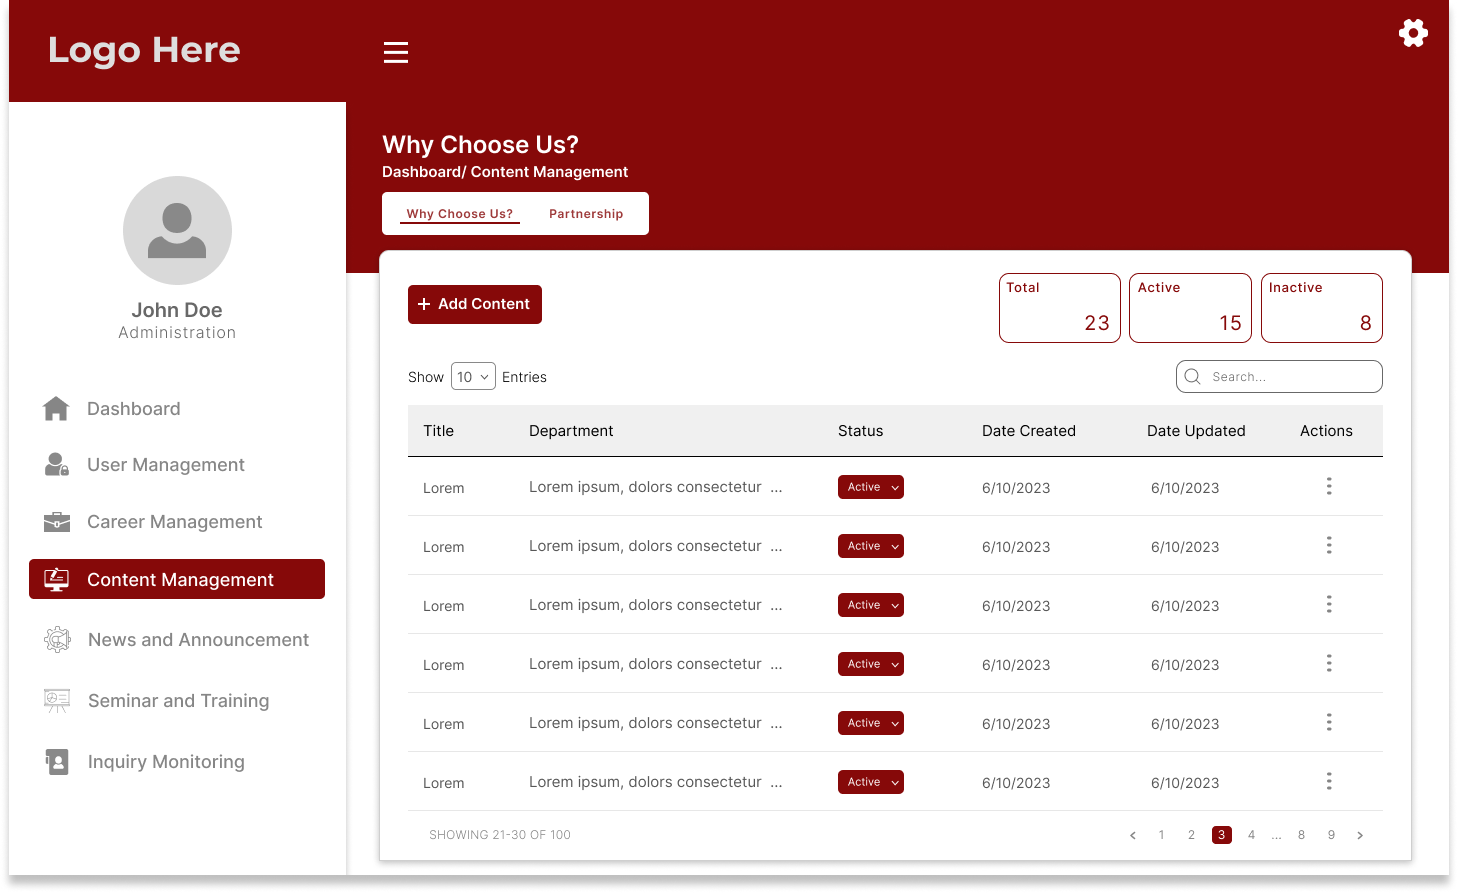 Logo Here
Why Choose Us?
Dashboard/ Content Management
Why Choose Us? Partnership
John Doe
Administration
Dashboard
User Management
Career Management
Content Management
News and Announcement
Seminar and Training
Inquiry Monitoring
+ Add Content
Total
23
Active
15
Inactive
8
Show 10 Entries
Search...
Title Department Status Date Created Date Updated Actions
Lorem Lorem ipsum, dolors consectetur ... Active 6/10/2023 6/10/2023
Lorem Lorem ipsum, dolors consectetur ... Active 6/10/2023 6/10/2023
Lorem Lorem ipsum, dolors consectetur ... Active 6/10/2023 6/10/2023
Lorem Lorem ipsum, dolors consectetur ... Active 6/10/2023 6/10/2023
Lorem Lorem ipsum, dolors consectetur ... Active 6/10/2023 6/10/2023
Lorem Lorem ipsum, dolors consectetur ... Active 6/10/2023 6/10/2023
SHOWING 21-30 OF 100 < 1 2 3 4 ... 8 9 >